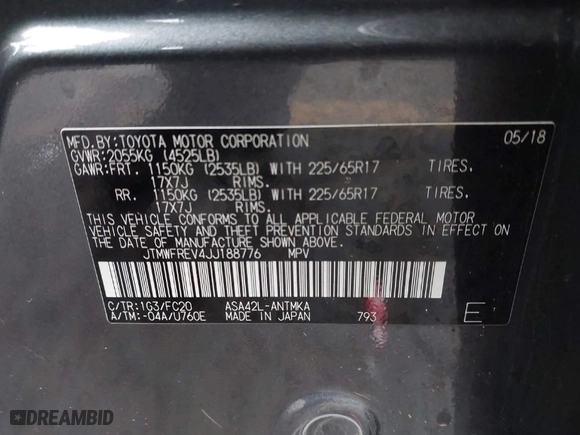 MFD.BY:TOYOTA MOTOR CORPORATION 05/18
GVWR:2055KG (4525LB)
GAWR:FRT. 1150KG (2535LB) WITH 225/65R17 TIRES,
17X7J RIMS,
RR. 1150KG (2535LB) WITH 225/65R17 TIRES,
17X7J RIMS,
THIS VEHICLE CONFORMS TO ALL APPLICABLE FEDERAL MOTOR
VEHICLE SAFETY AND THEFT PREVENTION STANDARDS IN EFFECT ON
THE DATE OF MANUFACTURE SHOWN ABOVE.
JTMWFREV4JJ188776 MPV
C/TR:1G3/FC20 ASA42L-ANTMKA
A/TM:-04A/U760E MADE IN JAPAN 793 E
DREAMBID